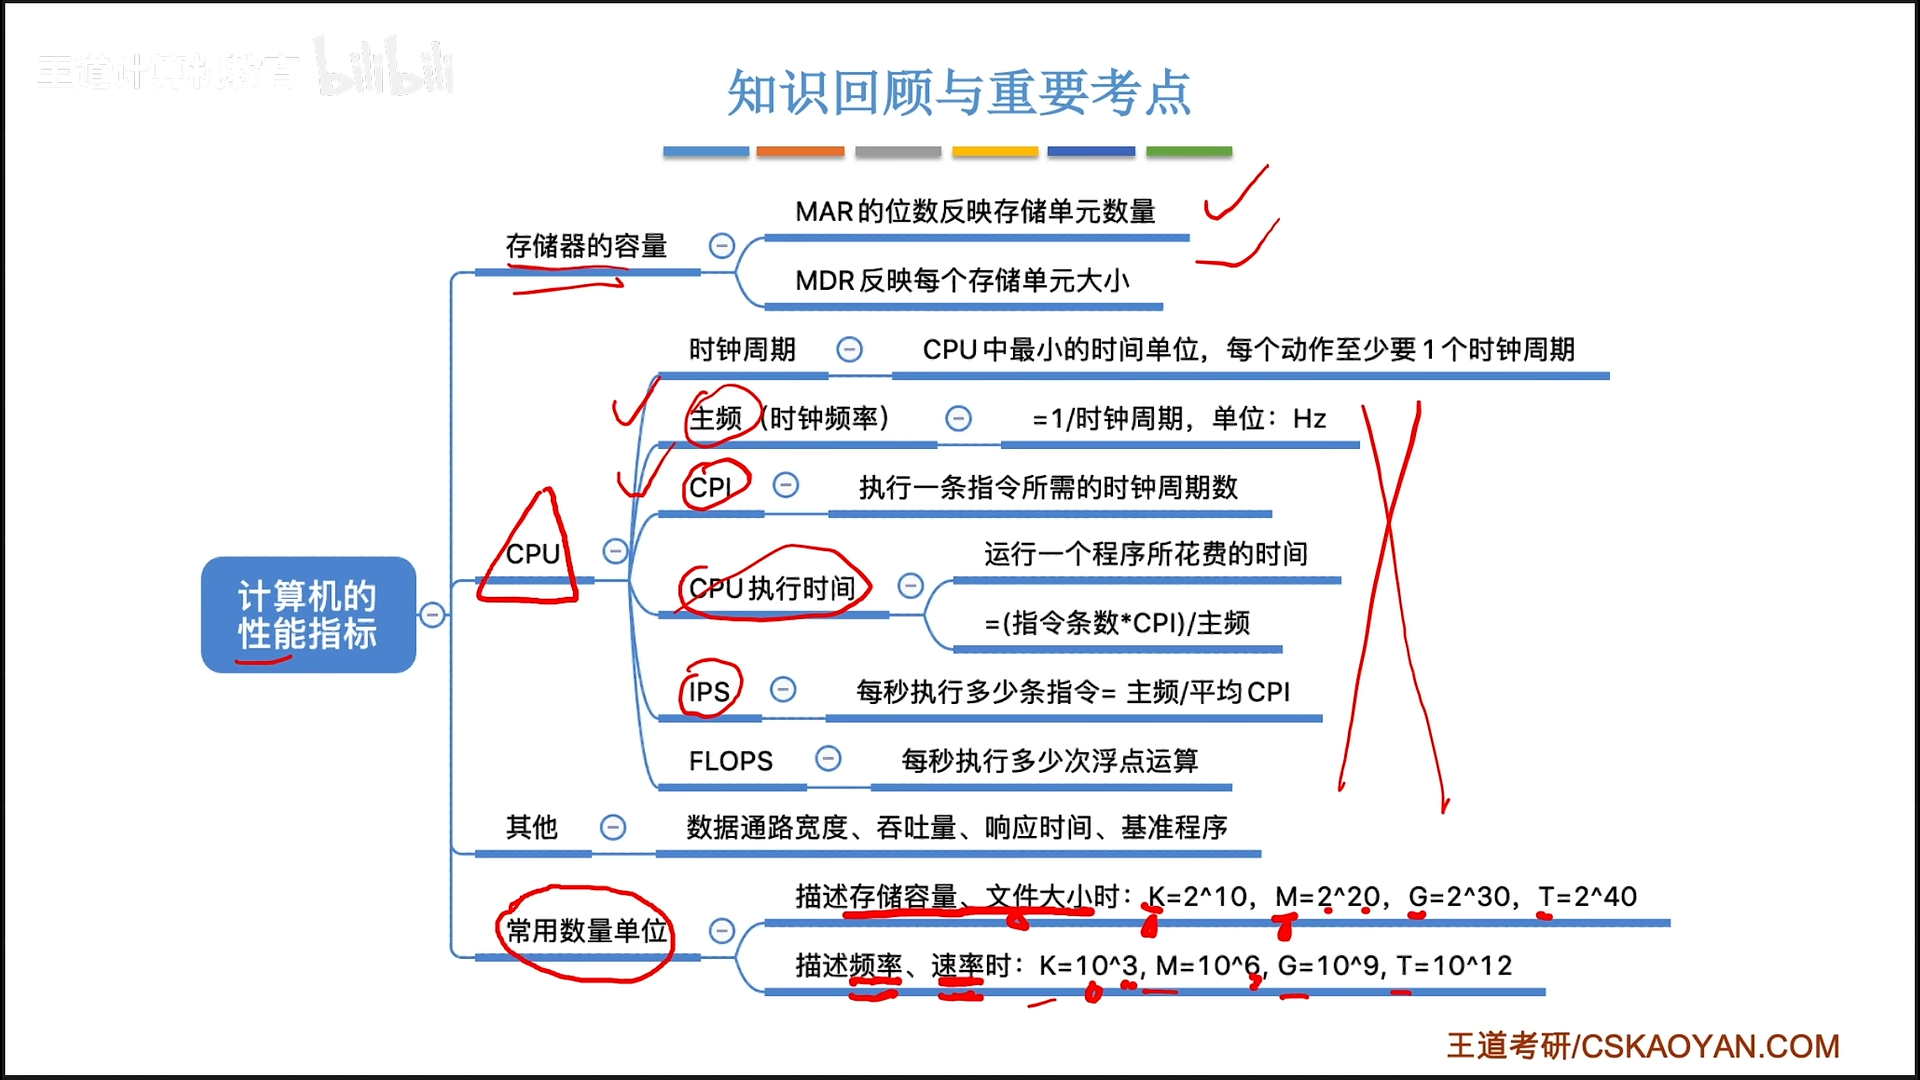 王道计算机教育 bilibili
知识回顾与重要考点
存储器的容量
MAR的位数反映存储单元数量
MDR反映每个存储单元大小
时钟周期
CPU中最小的时间单位，每个动作至少要1个时钟周期
主频（时钟频率）
=1/时钟周期，单位：Hz
CPI
执行一条指令所需的时钟周期数
CPU
CPU执行时间
运行一个程序所花费的时间
=(指令条数*CPI)/主频
计算机的
性能指标
IPS
每秒执行多少条指令= 主频/平均CPI
FLOPS
每秒执行多少次浮点运算
其他
数据通路宽度、吞吐量、响应时间、基准程序
常用数量单位
描述存储容量、文件大小时：K=2^10，M=2^20，G=2^30，T=2^40
描述频率、速率时：K=10^3, M=10^6, G=10^9, T=10^12
王道考研/CSKAOYAN.COM